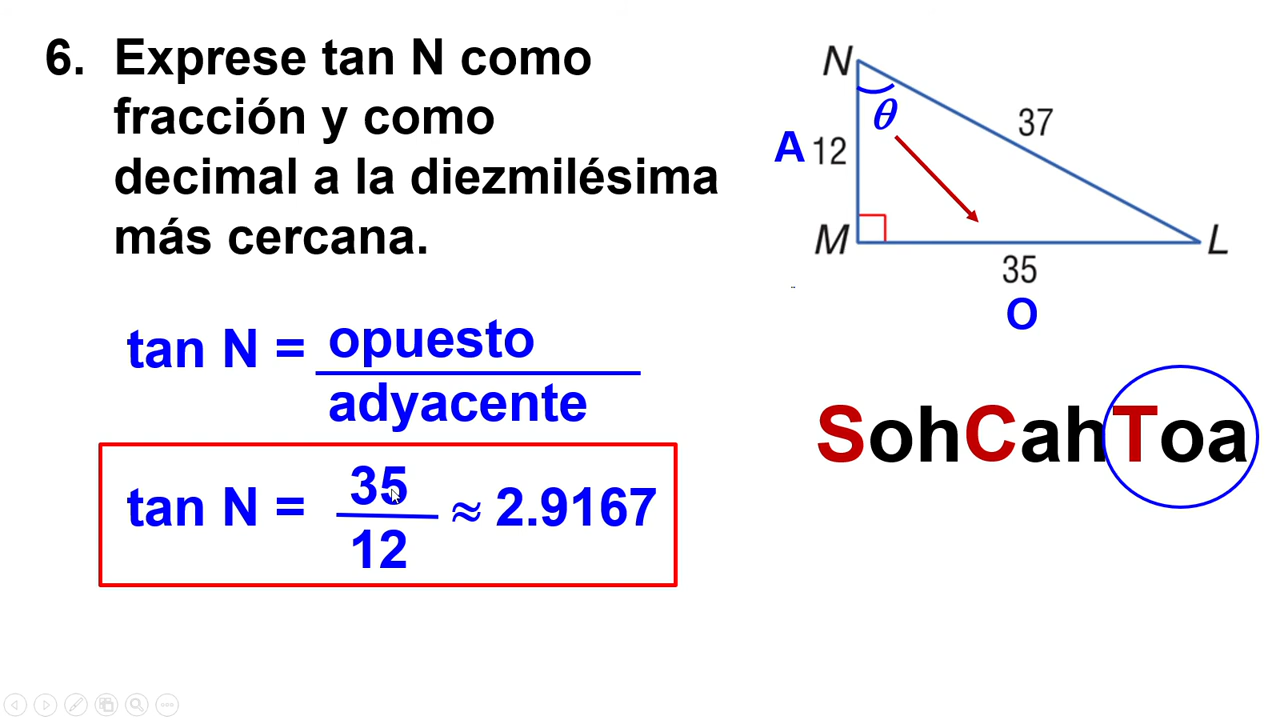 6. Exprese tan N como
fracción y como
decimal a la diezmilésima
más cercana.
N
θ
37
A 12
M
L
35
O
tan N = opuesto
adyacente
SohCahToa
tan N = 35
12
≈ 2.9167